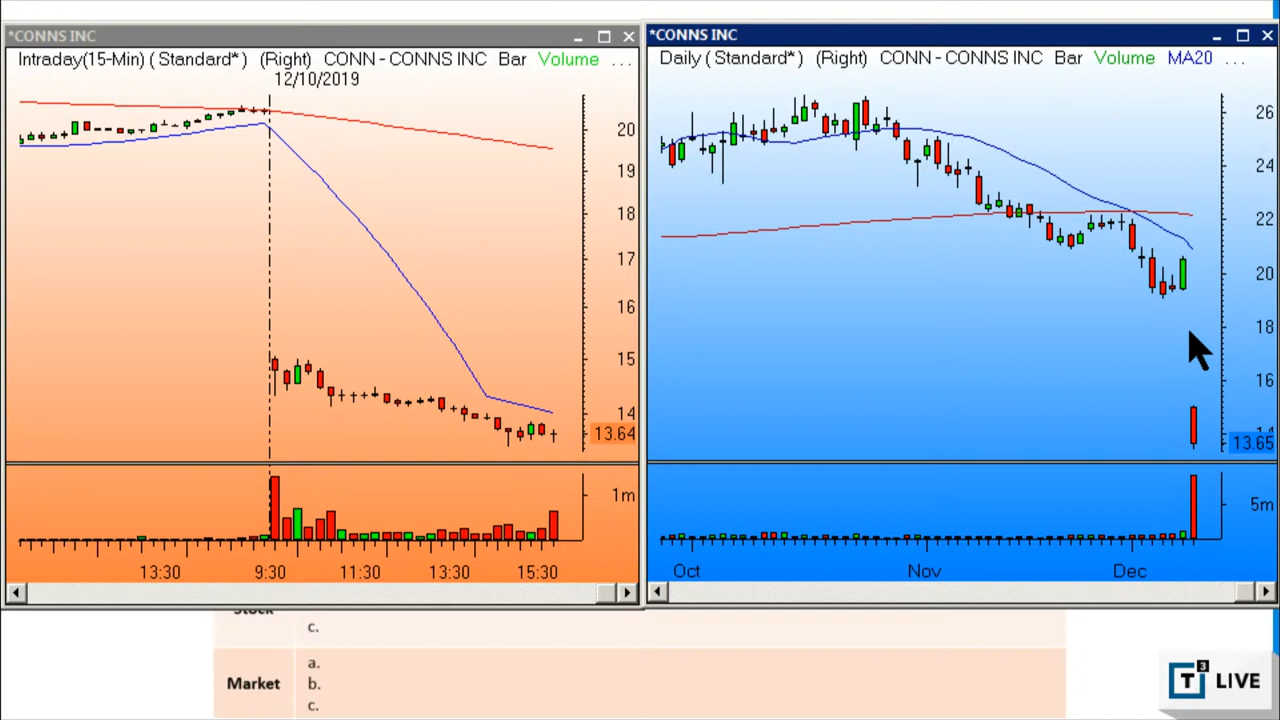 *CONNS INC
Intraday(15-Min) ( Standard* ) (Right) CONN - CONNS INC Bar Volume ...
12/10/2019
20
19
18
17
16
15
14
13.64
1m
13:30 9:30 11:30 13:30 15:30
*CONNS INC
Daily ( Standard* ) (Right) CONN - CONNS INC Bar Volume MA20 ...
26
24
22
20
18
16
13.65
5m
Oct Nov Dec
Stock
c.
Market
a.
b.
c.
T3 LIVE